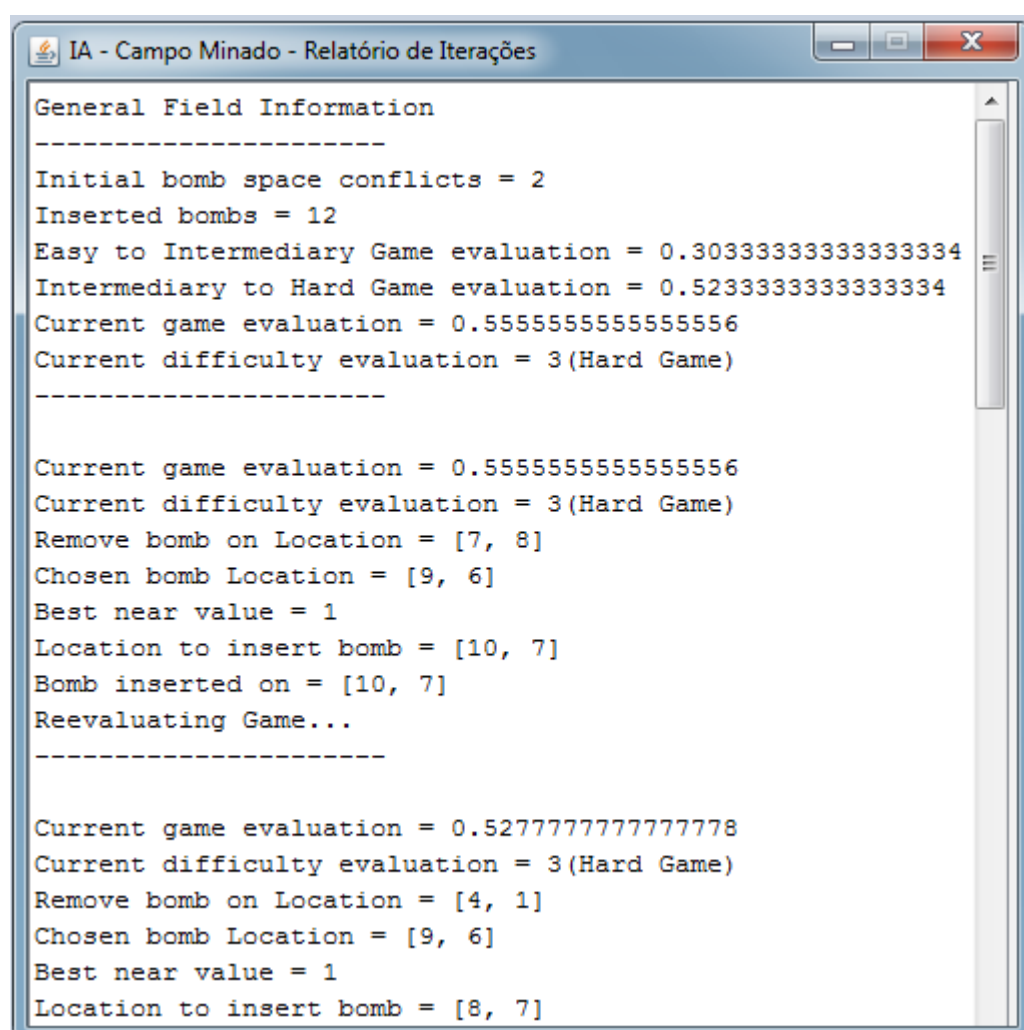 IA - Campo Minado - Relatório de Iterações
General Field Information
----------------------
Initial bomb space conflicts = 2
Inserted bombs = 12
Easy to Intermediary Game evaluation = 0.30333333333333334
Intermediary to Hard Game evaluation = 0.5233333333333334
Current game evaluation = 0.5555555555555556
Current difficulty evaluation = 3(Hard Game)
----------------------
Current game evaluation = 0.5555555555555556
Current difficulty evaluation = 3(Hard Game)
Remove bomb on Location = [7, 8]
Chosen bomb Location = [9, 6]
Best near value = 1
Location to insert bomb = [10, 7]
Bomb inserted on = [10, 7]
Reevaluating Game...
----------------------
Current game evaluation = 0.5277777777777778
Current difficulty evaluation = 3(Hard Game)
Remove bomb on Location = [4, 1]
Chosen bomb Location = [9, 6]
Best near value = 1
Location to insert bomb = [8, 7]